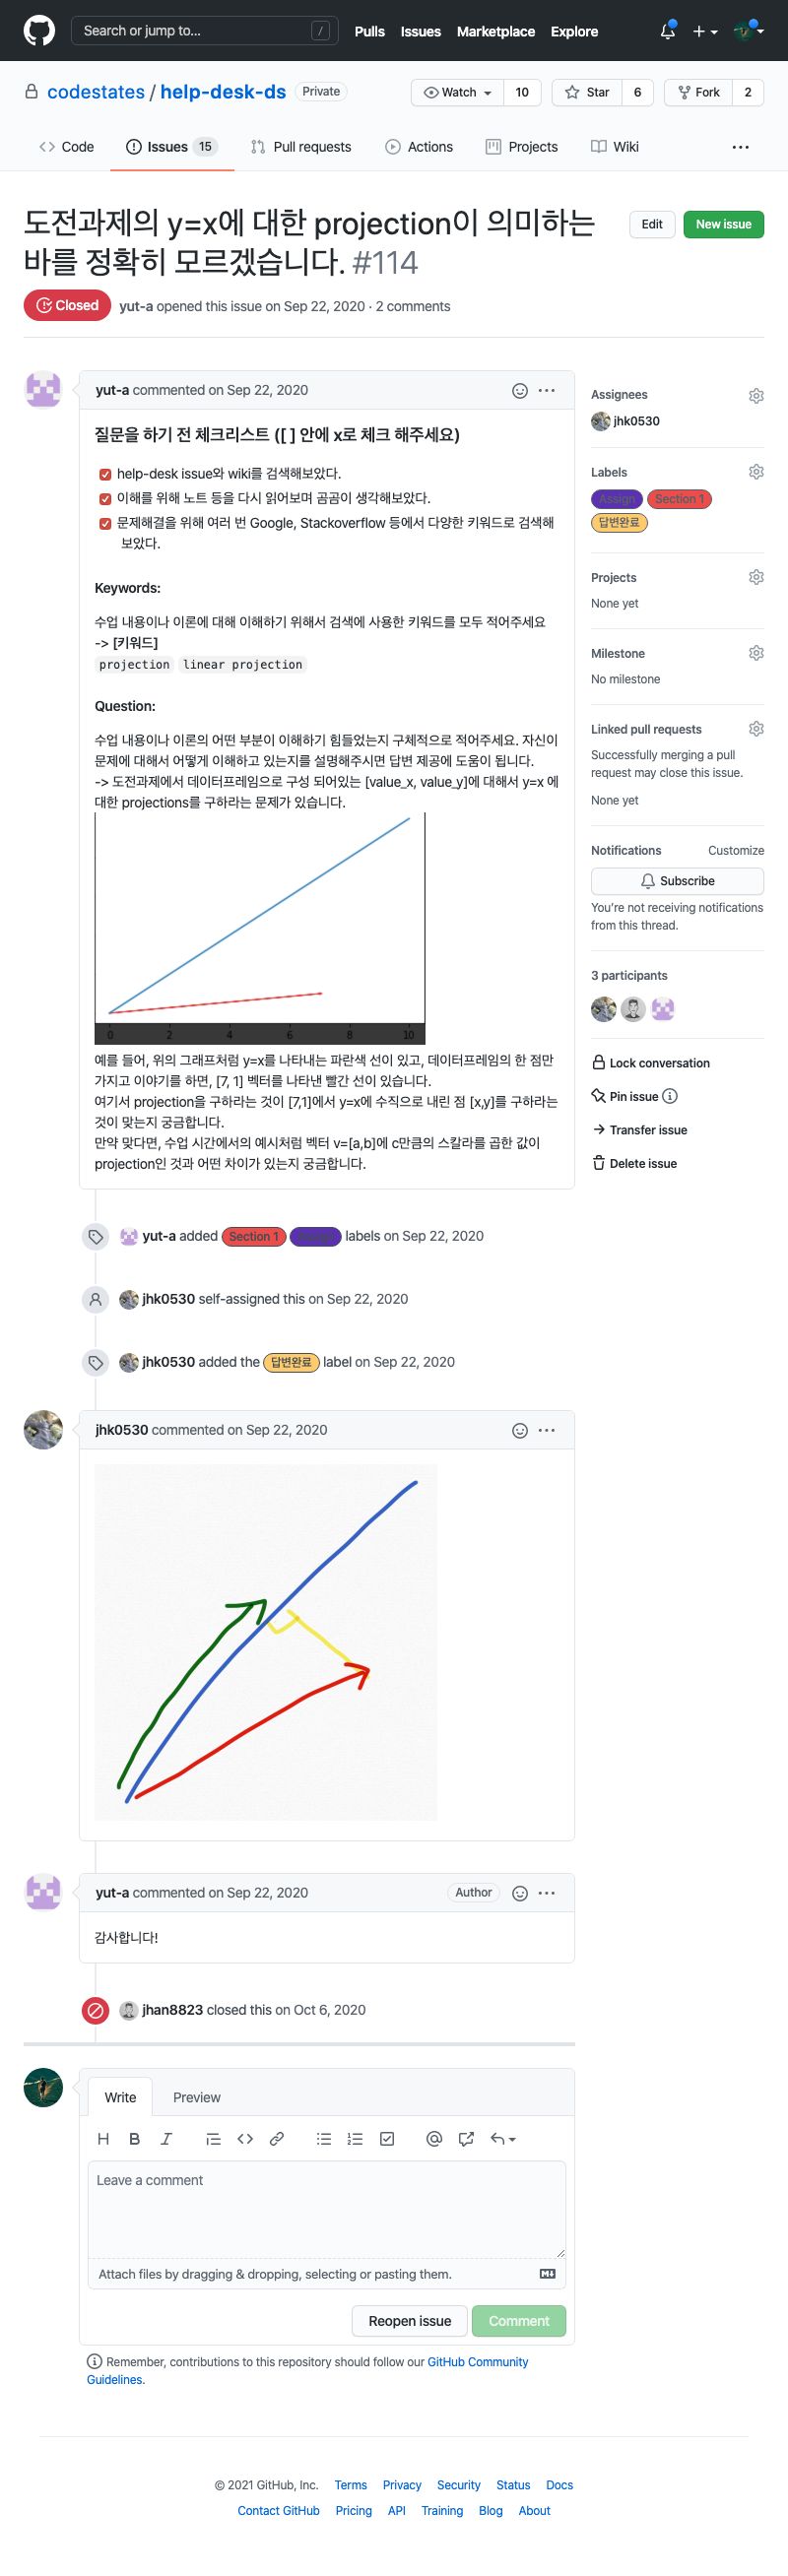 Search or jump to... /
Pulls Issues Marketplace Explore
codestates / help-desk-ds Private
Watch 10 Star 6 Fork 2
Code Issues 15 Pull requests Actions Projects Wiki
도전과제의 y=x에 대한 projection이 의미하는
바를 정확히 모르겠습니다. #114
Edit New issue
Closed yut-a opened this issue on Sep 22, 2020 · 2 comments
yut-a commented on Sep 22, 2020
질문을 하기 전 체크리스트 ([ ] 안에 x로 체크 해주세요)
help-desk issue와 wiki를 검색해보았다.
이해를 위해 노트 등을 다시 읽어보며 곰곰이 생각해보았다.
문제해결을 위해 여러 번 Google, Stackoverflow 등에서 다양한 키워드로 검색해
보았다.
Keywords:
수업 내용이나 이론에 대해 이해하기 위해서 검색에 사용한 키워드를 모두 적어주세요
-> [키워드]
projection linear projection
Question:
수업 내용이나 이론의 어떤 부분이 이해하기 힘들었는지 구체적으로 적어주세요. 자신이
문제에 대해서 어떻게 이해하고 있는지를 설명해주시면 답변 제공에 도움이 됩니다.
-> 도전과제에서 데이터프레임으로 구성 되어있는 [value_x, value_y]에 대해서 y=x 에
대한 projections를 구하라는 문제가 있습니다.
0 2 4 6 8 10
예를 들어, 위의 그래프처럼 y=x를 나타내는 파란색 선이 있고, 데이터프레임의 한 점만
가지고 이야기를 하면, [7, 1] 벡터를 나타낸 빨간 선이 있습니다.
여기서 projection을 구하라는 것이 [7,1]에서 y=x에 수직으로 내린 점 [x,y]를 구하라는
것이 맞는지 궁금합니다.
만약 맞다면, 수업 시간에서의 예시처럼 벡터 v=[a,b]에 c만큼의 스칼라를 곱한 값이
projection인 것과 어떤 차이가 있는지 궁금합니다.
Assignees
jhk0530
Labels
Assign Section 1
답변완료
Projects
None yet
Milestone
No milestone
Linked pull requests
Successfully merging a pull
request may close this issue.
None yet
Notifications Customize
Subscribe
You're not receiving notifications
from this thread.
3 participants
Lock conversation
Pin issue
Transfer issue
Delete issue
yut-a added Section 1 Assign labels on Sep 22, 2020
jhk0530 self-assigned this on Sep 22, 2020
jhk0530 added the 답변완료 label on Sep 22, 2020
jhk0530 commented on Sep 22, 2020
yut-a commented on Sep 22, 2020 Author
감사합니다!
jhan8823 closed this on Oct 6, 2020
Write Preview
Leave a comment
Attach files by dragging & dropping, selecting or pasting them.
Reopen issue Comment
Remember, contributions to this repository should follow our GitHub Community
Guidelines.
© 2021 GitHub, Inc. Terms Privacy Security Status Docs
Contact GitHub Pricing API Training Blog About